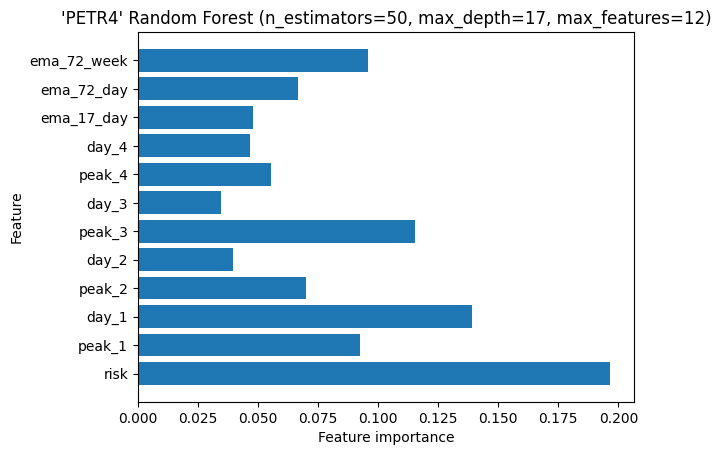 'PETR4' Random Forest (n_estimators=50, max_depth=17, max_features=12)
ema_72_week
ema_72_day
ema_17_day
day_4
peak_4
day_3
peak_3
day_2
peak_2
day_1
peak_1
risk
Feature
0.000 0.025 0.050 0.075 0.100 0.125 0.150 0.175 0.200
Feature importance